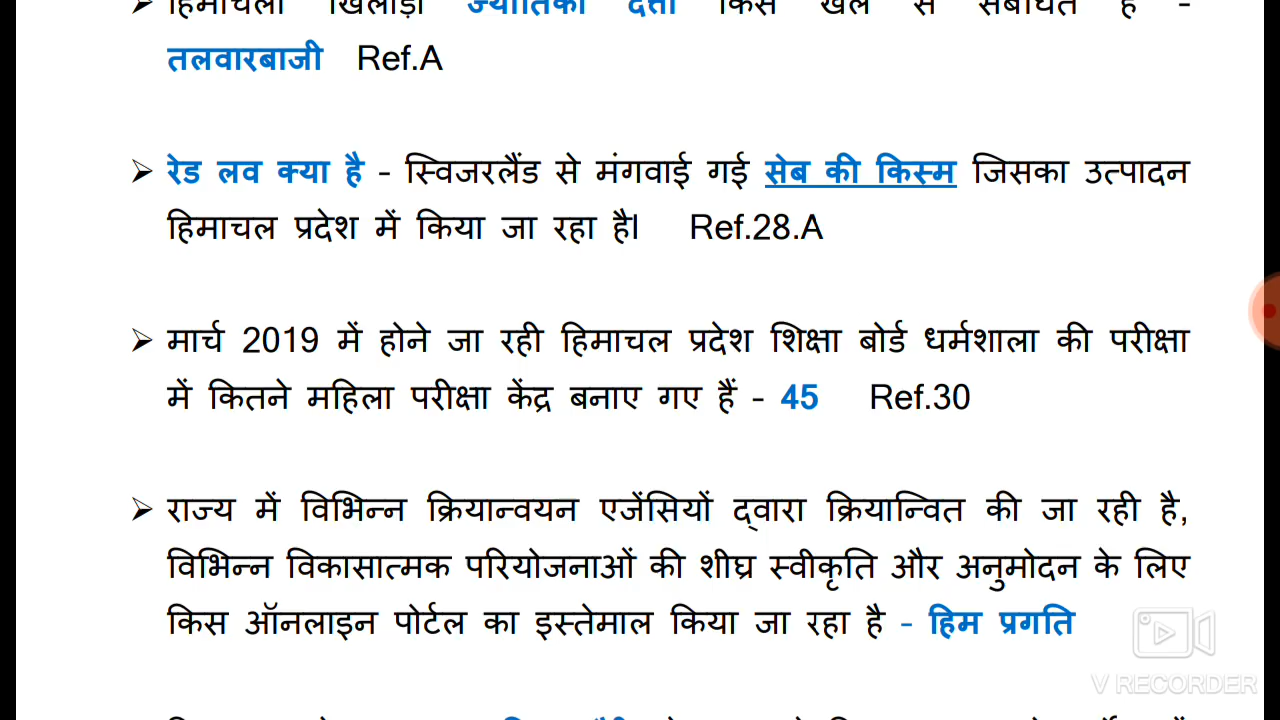 हिमाचली खिलाड़ी ज्योतिका दत्ता किस खेल से संबंधित है -
तलवारबाजी Ref.A
➢ रेड लव क्या है - स्विजरलैंड से मंगवाई गई सेब की किस्म जिसका उत्पादन
हिमाचल प्रदेश में किया जा रहा है। Ref.28.A
➢ मार्च 2019 में होने जा रही हिमाचल प्रदेश शिक्षा बोर्ड धर्मशाला की परीक्षा
में कितने महिला परीक्षा केंद्र बनाए गए हैं - 45 Ref.30
➢ राज्य में विभिन्न क्रियान्वयन एजेंसियों द्वारा क्रियान्वित की जा रही है,
विभिन्न विकासात्मक परियोजनाओं की शीघ्र स्वीकृति और अनुमोदन के लिए
किस ऑनलाइन पोर्टल का इस्तेमाल किया जा रहा है - हिम प्रगति
V RECORDER